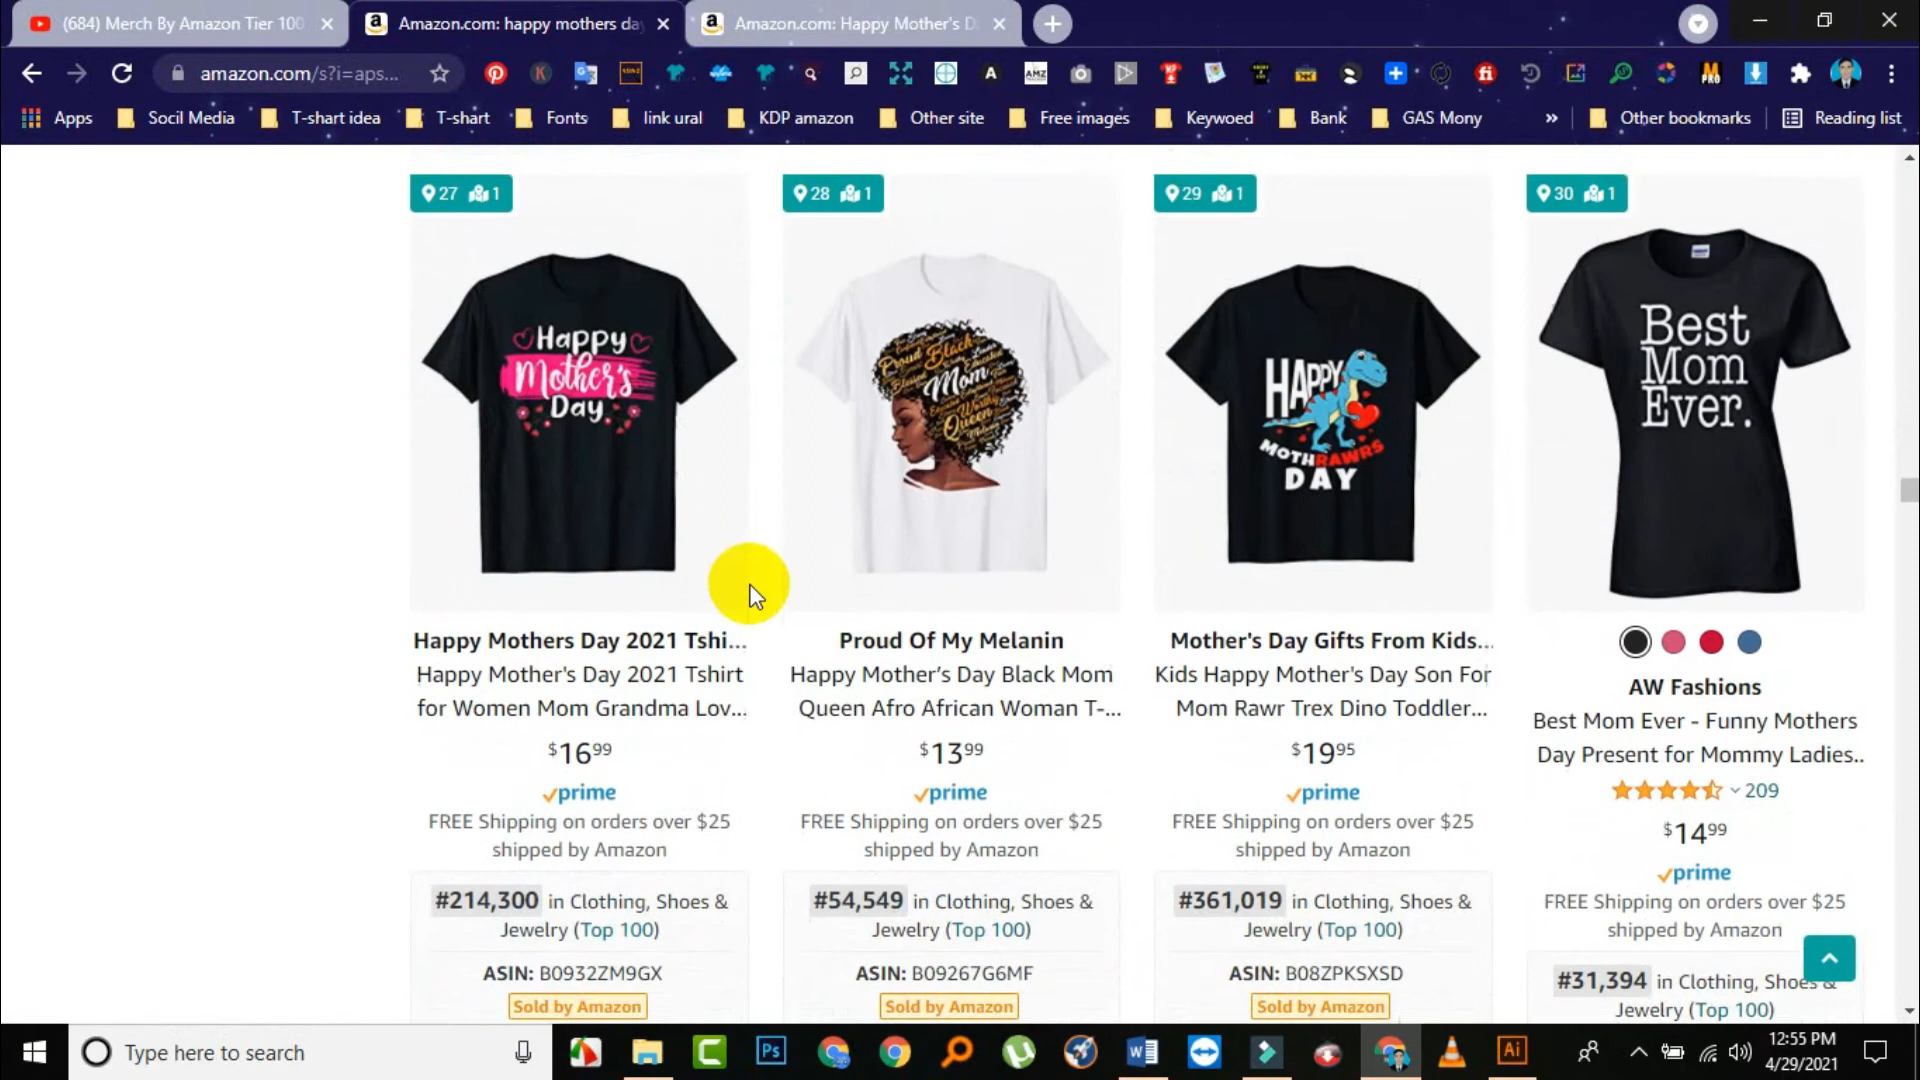 (684) Merch By Amazon Tier 100
Amazon.com: happy mothers day
Amazon.com: Happy Mother's D
amazon.com/s?i=aps...
Apps
Socil Media
T-shart idea
T-shart
Fonts
link ural
KDP amazon
Other site
Free images
Keywoed
Bank
GAS Mony
»
Other bookmarks
Reading list
27 1
28 1
29 1
30 1
Happy
Mother's
Day
Proud Black
Mom
Worthy
Queen
HAPPY
MOTHRAWRS
DAY
Best
Mom
Ever.
Happy Mothers Day 2021 Tshi...
Happy Mother's Day 2021 Tshirt
for Women Mom Grandma Lov...
$1699
prime
FREE Shipping on orders over $25
shipped by Amazon
#214,300 in Clothing, Shoes &
Jewelry (Top 100)
ASIN: B0932ZM9GX
Sold by Amazon
Proud Of My Melanin
Happy Mother’s Day Black Mom
Queen Afro African Woman T-...
$1399
prime
FREE Shipping on orders over $25
shipped by Amazon
#54,549 in Clothing, Shoes &
Jewelry (Top 100)
ASIN: B09267G6MF
Sold by Amazon
Mother's Day Gifts From Kids...
Kids Happy Mother's Day Son For
Mom Rawr Trex Dino Toddler...
$1995
prime
FREE Shipping on orders over $25
shipped by Amazon
#361,019 in Clothing, Shoes &
Jewelry (Top 100)
ASIN: B08ZPKSXSD
Sold by Amazon
AW Fashions
Best Mom Ever - Funny Mothers
Day Present for Mommy Ladies..
209
$1499
prime
FREE Shipping on orders over $25
shipped by Amazon
#31,394 in Clothing, Shoes &
Jewelry (Top 100)
Type here to search
Ps
Ai
12:55 PM
4/29/2021